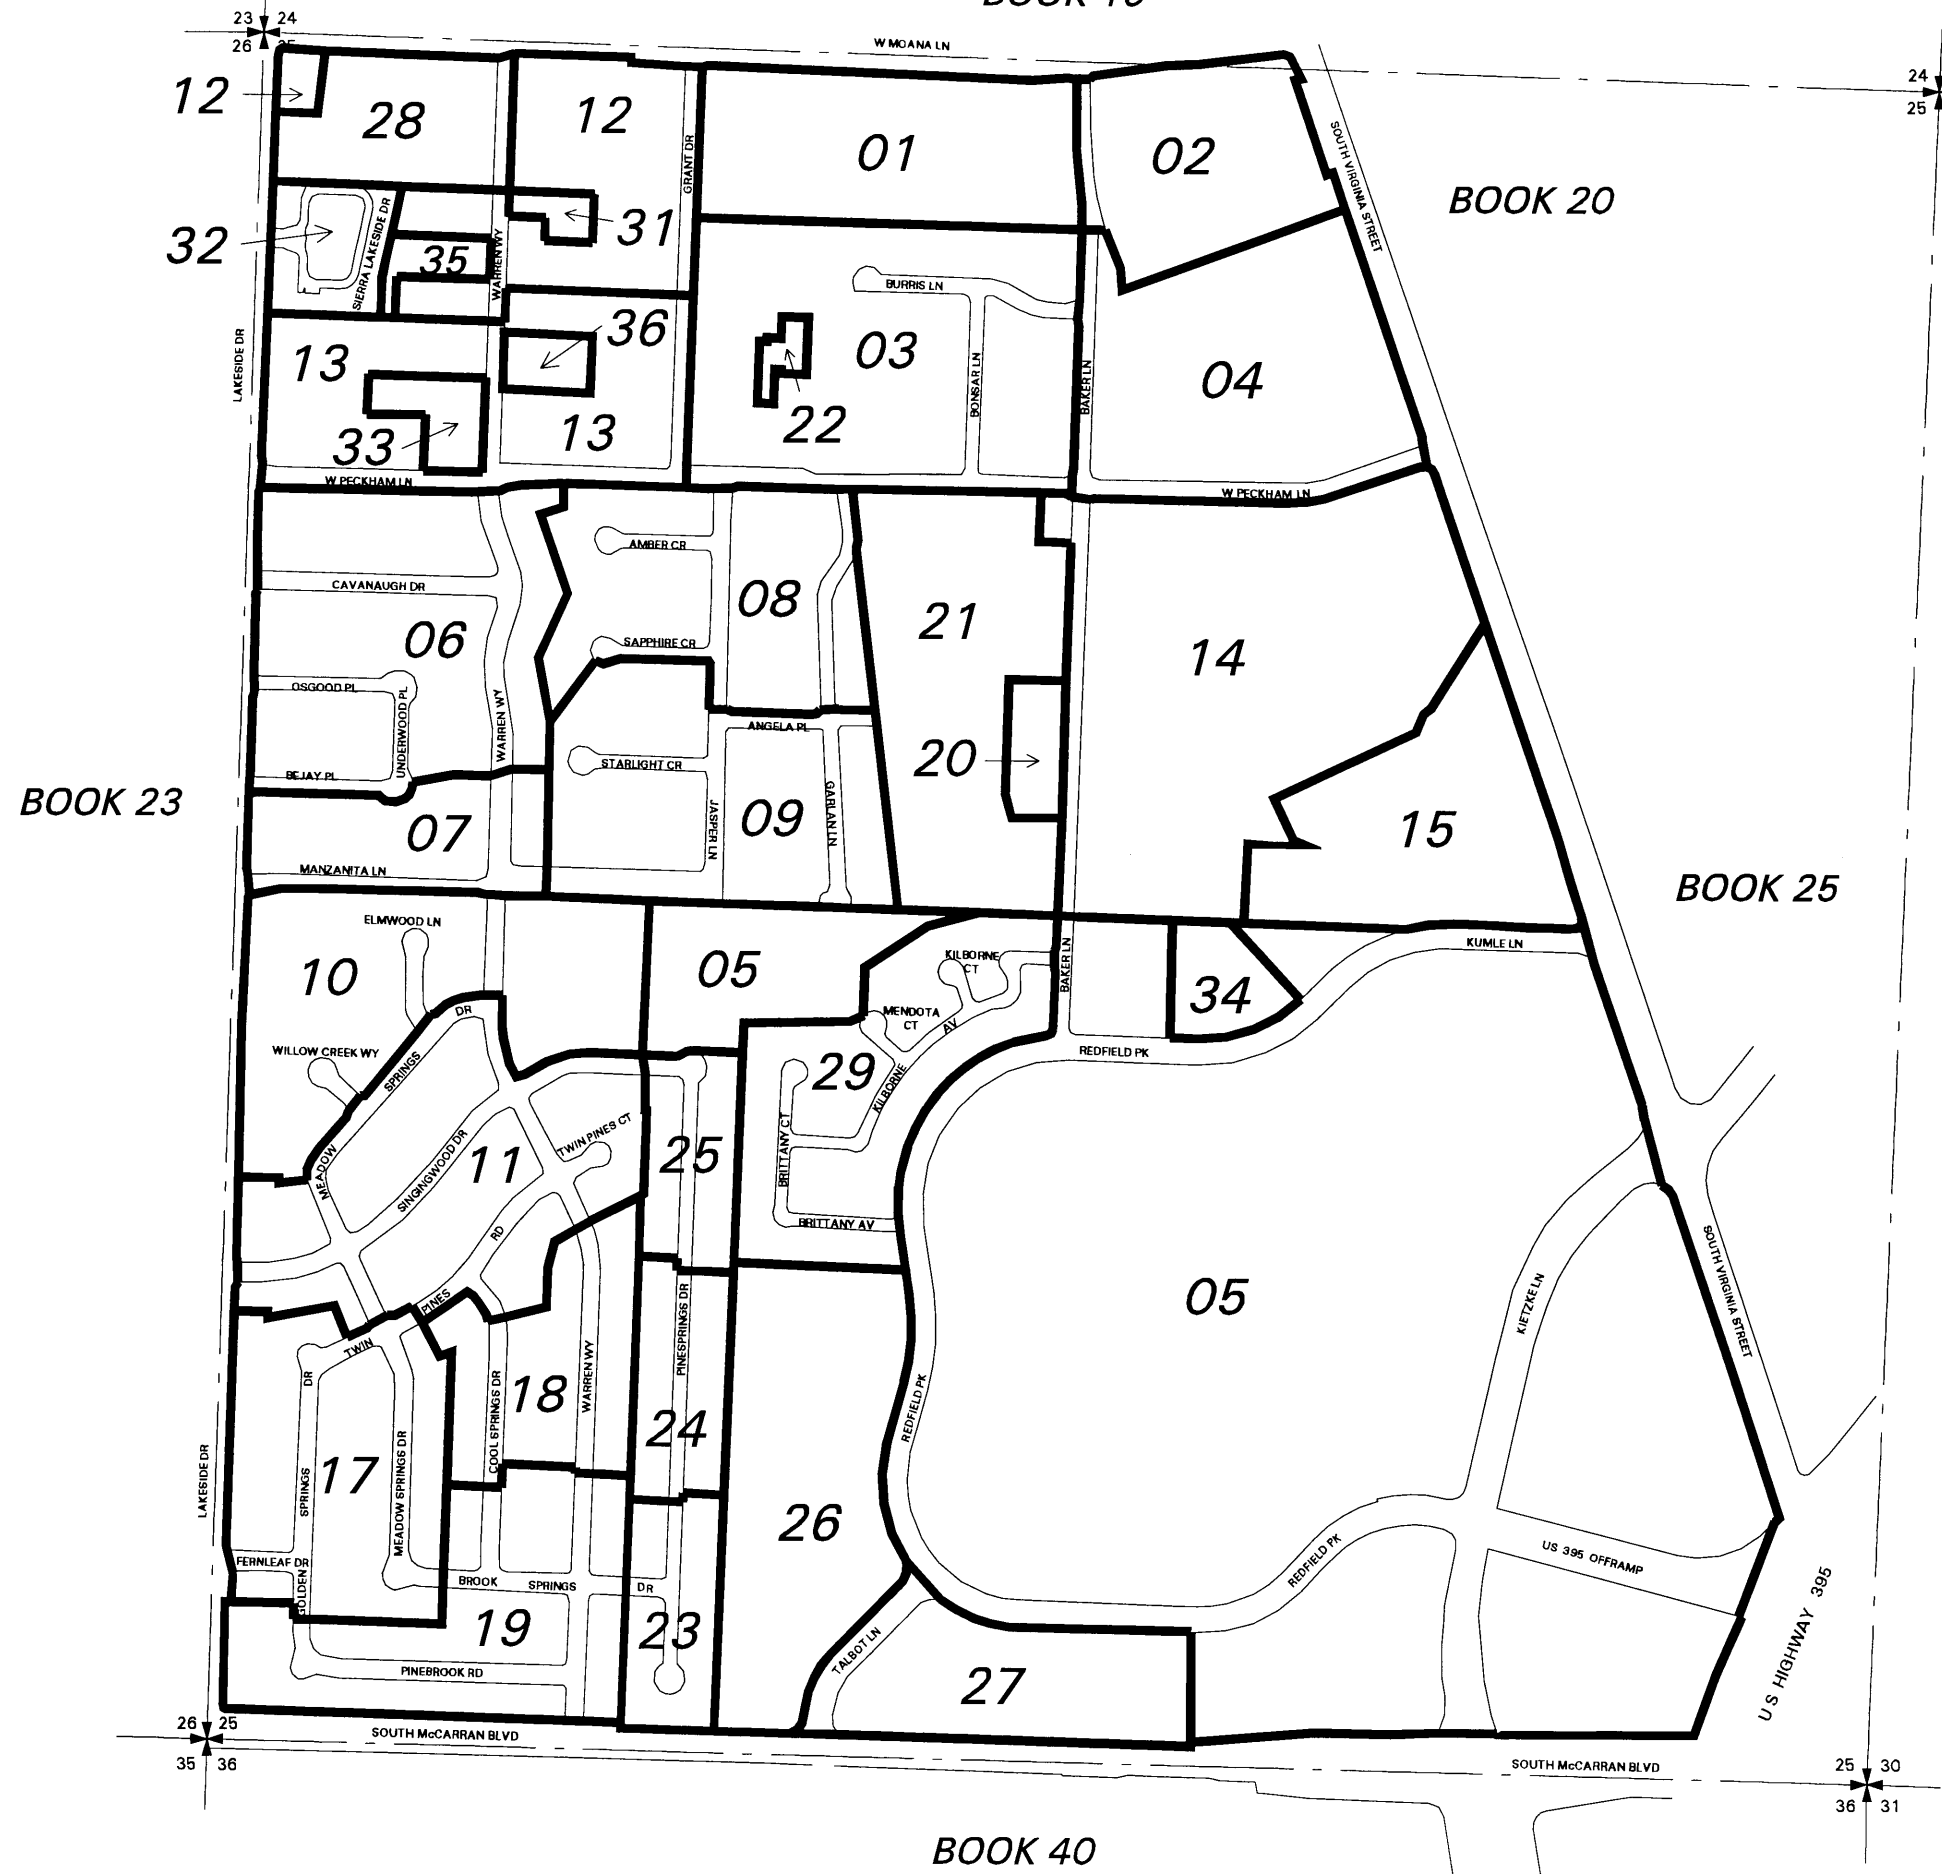 BOOK 19
23 24
26 25
W MOANA LN
24
25
12
28
12
01
02
GRANT DR
SOUTH VIRGINIA STREET
BOOK 20
32
SIERRA LAKESIDE DR
35
WARREN WY
31
36
BURRIS LN
03
BONSAR LN
BAKER LN
04
LAKESIDE DR
13
33
13
22
W PECKHAM LN
W PECKHAM LN
AMBER CR
CAVANAUGH DR
08
21
06
SAPPHIRE CR
14
OSGOOD PL
UNDERWOOD PL
WARREN WY
ANGELA PL
20
STARLIGHT CR
BEJAY PL
BOOK 23
07
JASPER LN
09
GARLAN LN
15
MANZANITA LN
BOOK 25
ELMWOOD LN
10
05
KILBORNE
CT
BAKER LN
34
KUMLE LN
MENDOTA
CT
KILBORNE
AV
DR
WILLOW CREEK WY
SPRINGS
MEADOW
29
REDFIELD PK
SINGINGWOOD DR
11
TWIN PINES CT
25
BRITTANY CT
BRITTANY AV
RD
PINES
TWIN
05
KIETZKE LN
SOUTH VIRGINIA STREET
PINESPRINGS DR
DR
18
COOL SPRINGS DR
WARREN WY
REDFIELD PK
24
LAKESIDE DR
17
SPRINGS
MEADOW SPRINGS DR
26
FERNLEAF DR
GOLDEN
BROOK SPRINGS DR
REDFIELD PK
US 395 OFFRAMP
US HIGHWAY 395
19
23
TALBOT LN
27
PINEBROOK RD
26 25
35 36
SOUTH McCARRAN BLVD
SOUTH McCARRAN BLVD
25 30
36 31
BOOK 40